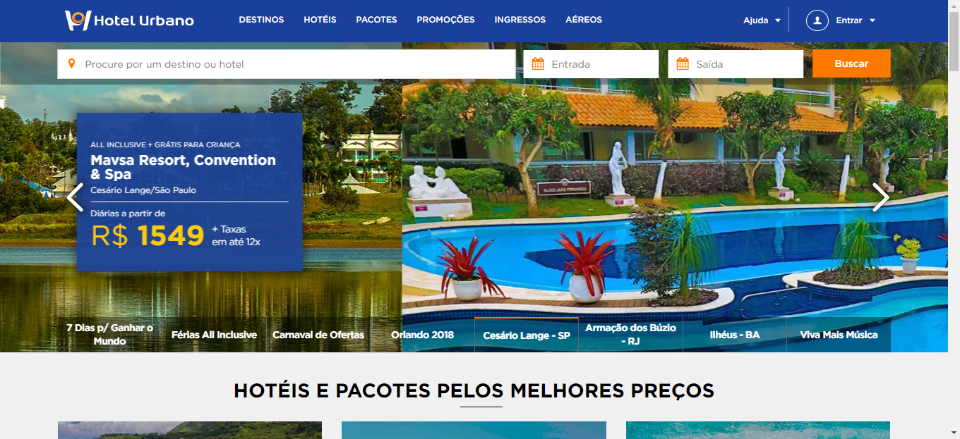 Hotel Urbano
DESTINOS HOTÉIS PACOTES PROMOÇÕES INGRESSOS AÉREOS
Ajuda Entrar
Procure por um destino ou hotel
Entrada
Saída
Buscar
ALL INCLUSIVE + GRÁTIS PARA CRIANÇA
Mavsa Resort, Convention
& Spa
Cesário Lange/São Paulo
Diárias a partir de
R$ 1549 + Taxas
em até 12x
BLOCO JOÃO FERNANDES
7 Dias p/ Ganhar o
Mundo
Férias All Inclusive
Carnaval de Ofertas
Orlando 2018
Cesário Lange - SP
Armação dos Búzio
- RJ
Ilhéus - BA
Viva Mais Música
HOTÉIS E PACOTES PELOS MELHORES PREÇOS